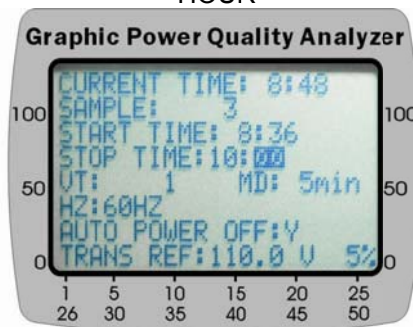 HOUR
Graphic Power Quality Analyzer
CURRENT TIME: 8:48
SAMPLE: 3
START TIME: 8:36
STOP TIME:10:00
VT: 1 MD: 5min
HZ:60HZ
AUTO POWER OFF:Y
TRANS REF:110.0 V 5%
100 100
50 50
0 0
1 5 10 15 20 25
26 30 35 40 45 50